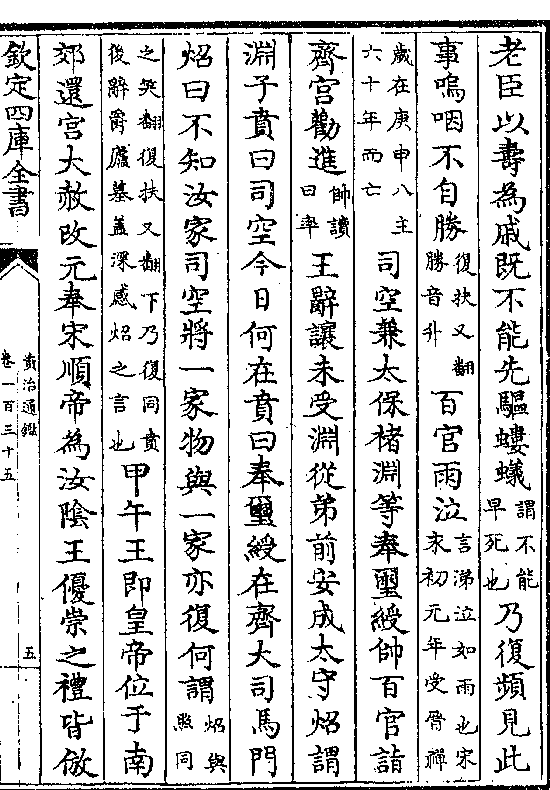 老臣以壽為戚既不能先驅螻蟻謂不能早死也乃復頻見此
事嗚咽不自勝復扶又翻勝音升百官雨泣言涕泣如雨也宋宋初元年受晉禪
歲在庚申八主六十年而亡司空兼太保褚淵等奉璽綬帥百官詣
齊宮勸進帥讀曰率王辭讓未受淵從弟前安成太守炤謂
淵子賁曰司空今日何在賁曰奉璽綬在齊大司馬門
炤曰不知汝家司空將一家物與一家亦復何謂炤與照同
之笑翻復扶又翻下乃復同賁後辭爵廬墓蓋深感炤之言也甲午王即皇帝位于南
郊還宮大赦改元奉宋順帝為汝陰王優崇之禮皆倣
欽定四庫全書
資治通鑑
卷一百三十五
五